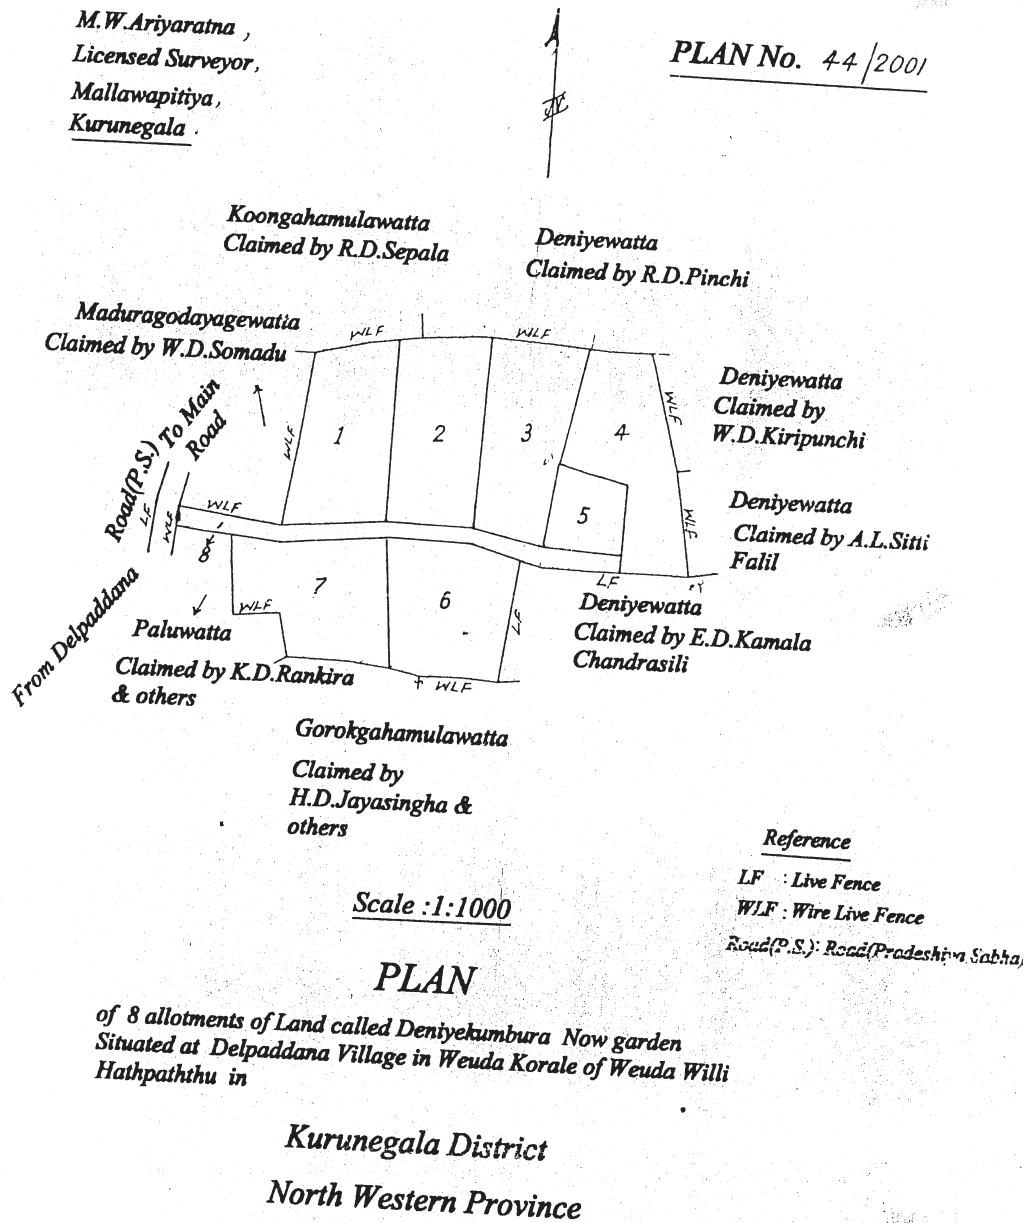 M.W.Ariyaratna,
Licensed Surveyor,
Mallawapitiya,
Kurunegala.
PLAN No. 44/2001
N
Koongahamulawatta
Claimed by R.D.Sepala
Deniyewatta
Claimed by R.D.Pinchi
Maduragodayagewatta
Claimed by W.D.Somadu
WLF
WLF
Deniyewatta
Claimed by
W.D.Kiripunchi
WLF
Road(P.S.) To Main
Road
WLF
1
2
3
4
5
WLF
LF
WLF
WLF
Deniyewatta
Claimed by A.L.Sitti
Falil
8
7
6
LF
LF
WLF
WLF
From Delpaddana
Paluwatta
Claimed by K.D.Rankira
& others
Deniyewatta
Claimed by E.D.Kamala
Chandrasili
Gorokgahamulawatta
Claimed by
H.D.Jayasingha &
others
Reference
LF : Live Fence
WLF : Wire Live Fence
Road(P.S.): Road(Pradeshiya Sabha)
Scale :1:1000
PLAN
of 8 allotments of Land called Deniyekumbura Now garden
Situated at Delpaddana Village in Weuda Korale of Weuda Willi
Hathpaththu in
Kurunegala District
North Western Province